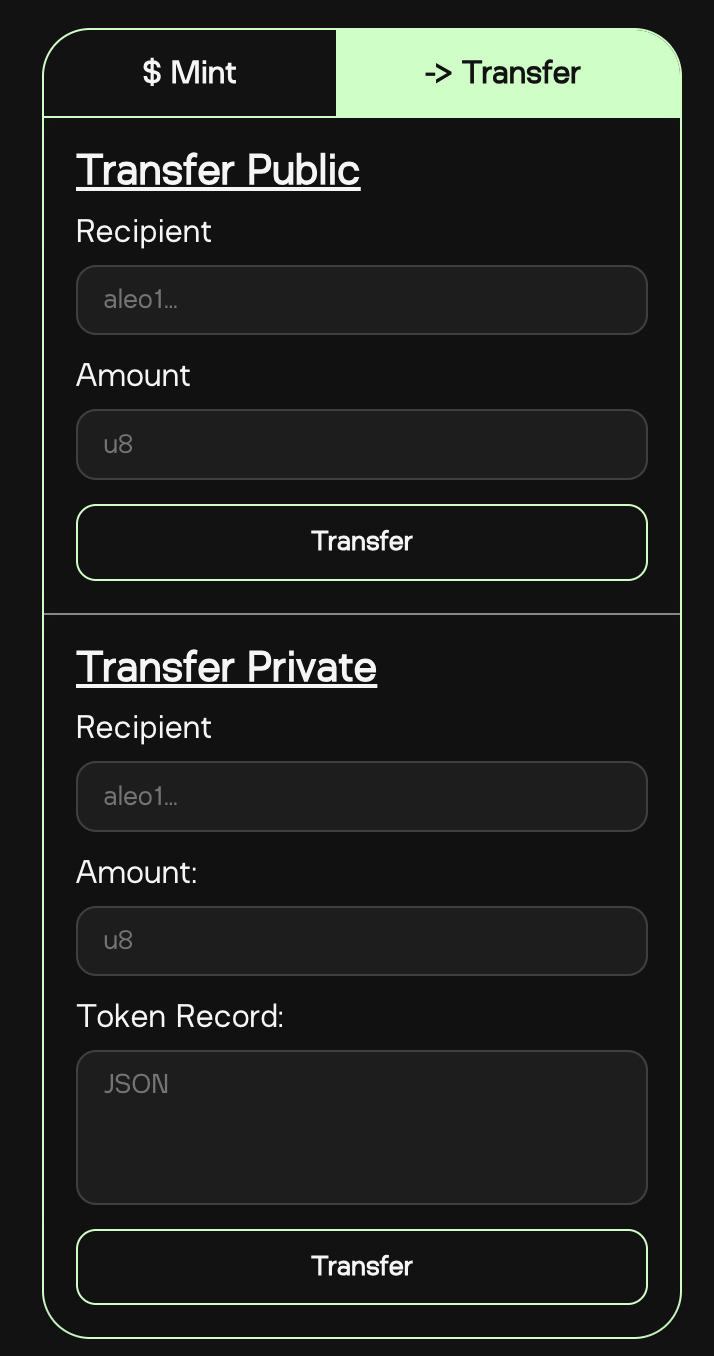 $ Mint
-> Transfer
Transfer Public
Recipient
aleo1...
Amount
u8
Transfer
Transfer Private
Recipient
aleo1...
Amount:
u8
Token Record:
JSON
Transfer